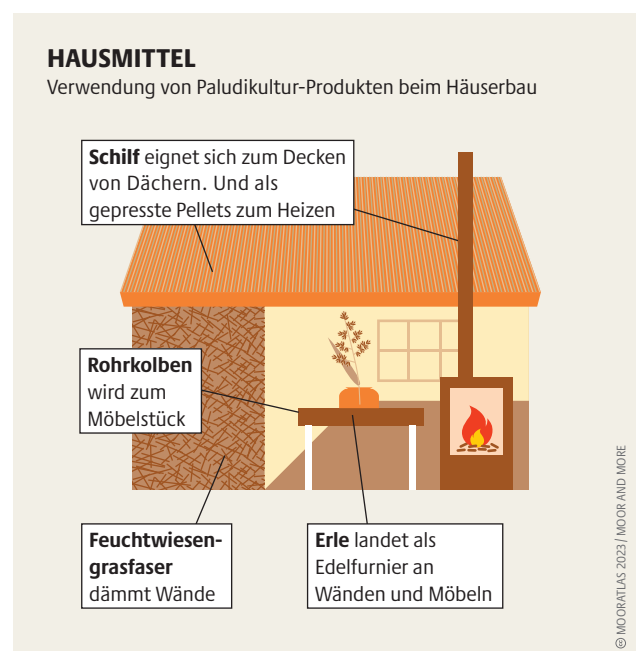 HAUSMITTEL
Verwendung von Paludikultur-Produkten beim Häuserbau
Schilf eignet sich zum Decken
von Dächern. Und als
gepresste Pellets zum Heizen
Rohrkolben
wird zum
Möbelstück
Feuchtwiesen-
grasfaser
dämmt Wände
Erle landet als
Edelfurnier an
Wänden und Möbeln
MOORATLAS 2023 / MOOR AND MORE